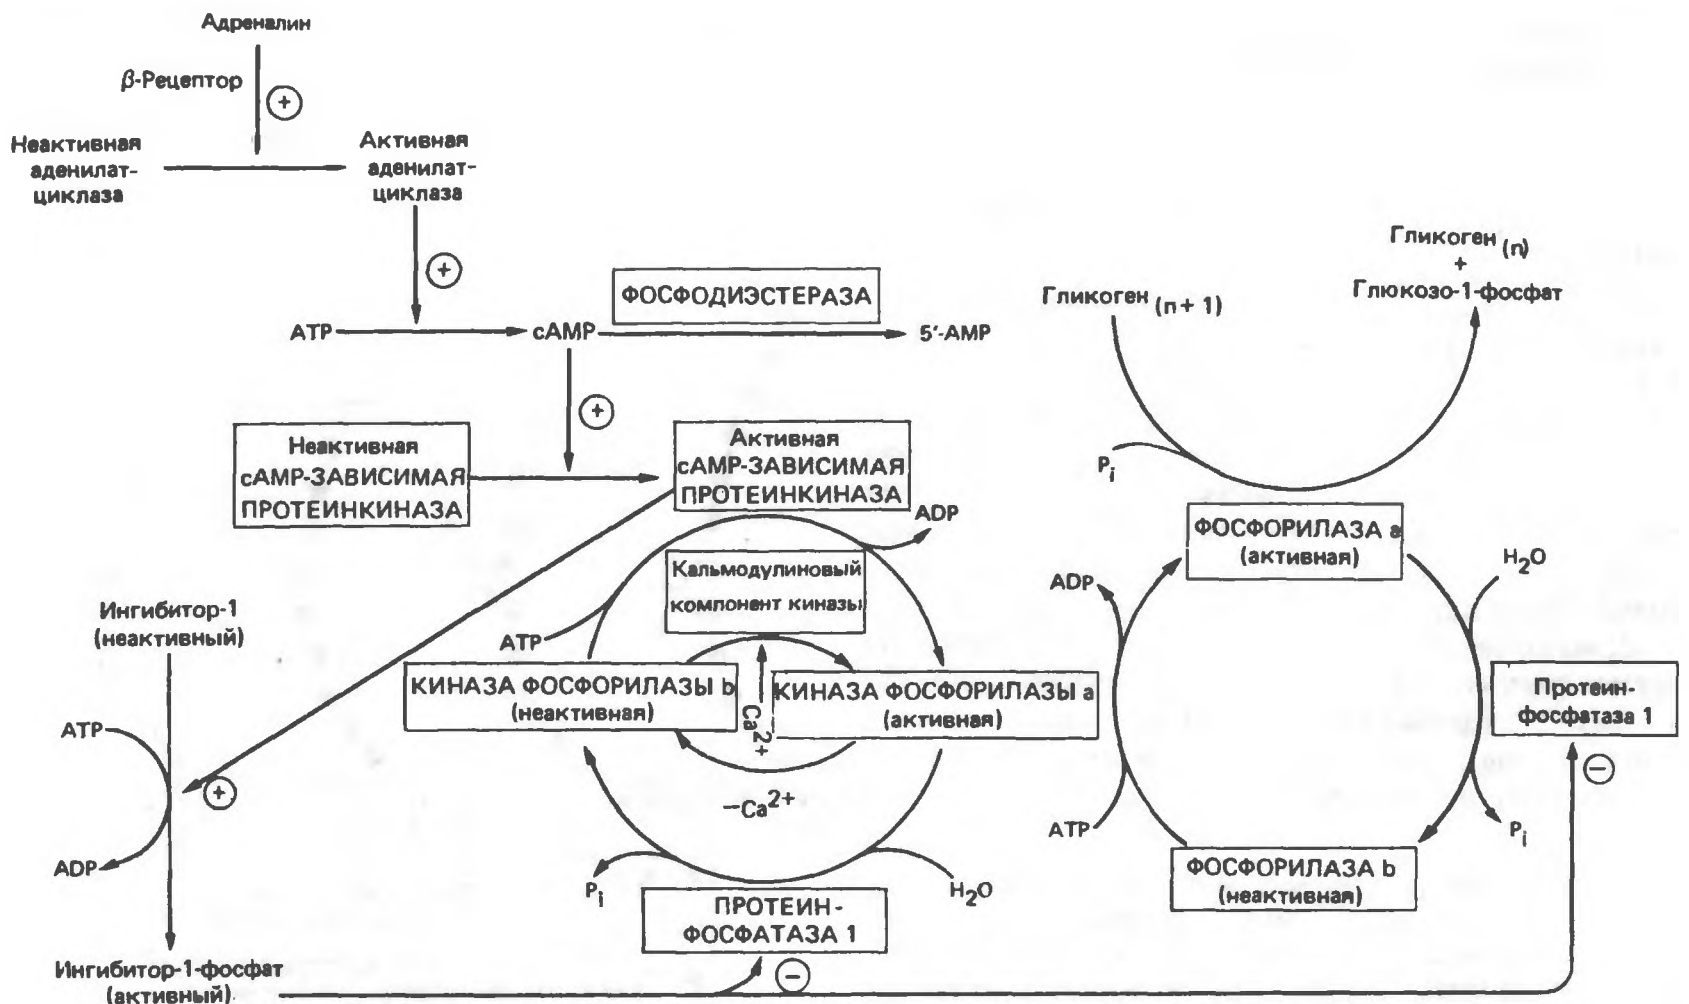 Адреналин
β-Рецептор
+
Неактивная
аденилат-
циклаза
Активная
аденилат-
циклаза
+
ATP
cAMP
ФОСФОДИЭСТЕРАЗА
5'-AMP
+
Неактивная
cAMP-ЗАВИСИМАЯ
ПРОТЕИНКИНАЗА
Активная
cAMP-ЗАВИСИМАЯ
ПРОТЕИНКИНАЗА
ADP
Кальмодулиновый
компонент киназы
ATP
КИНАЗА ФОСФОРИЛАЗЫ b
(неактивная)
Ca2+
КИНАЗА ФОСФОРИЛАЗЫ a
(активная)
−Ca2+
Pi
H2O
ПРОТЕИН-
ФОСФАТАЗА 1
−
Ингибитор-1
(неактивный)
ATP
+
ADP
Ингибитор-1-фосфат
(активный)
Гликоген (n+1)
Гликоген (n)
+
Глюкозо-1-фосфат
Pi
ФОСФОРИЛАЗА a
(активная)
ADP
H2O
Протеин-
фосфатаза 1
−
ATP
Pi
ФОСФОРИЛАЗА b
(неактивная)